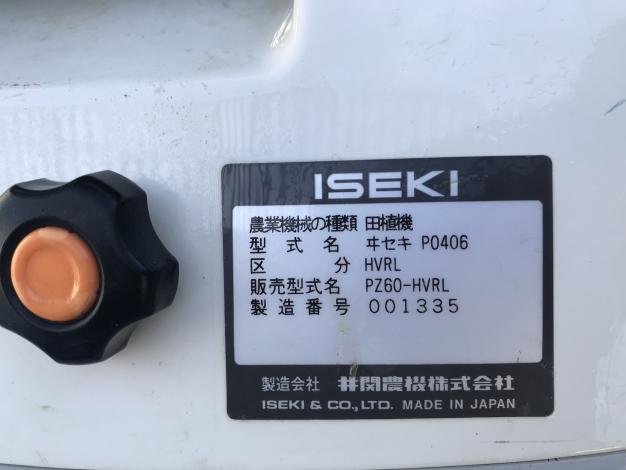 ISEKI
農業機械の種類 田植機
型式名 ヰセキ P0406
区分 HVRL
販売型式名 PZ60-HVRL
製造番号 001335
製造会社 井関農機株式会社
ISEKI & CO., LTD. MADE IN JAPAN